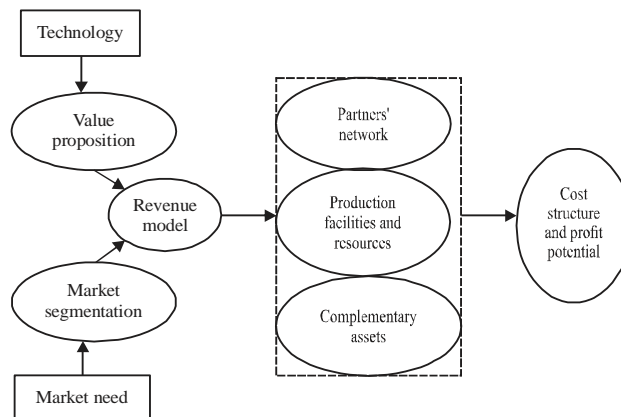 Technology
Value
proposition
Revenue
model
Market
segmentation
Market need
Partners'
network
Production
facilities and
resources
Complementary
assets
Cost
structure
and profit
potential